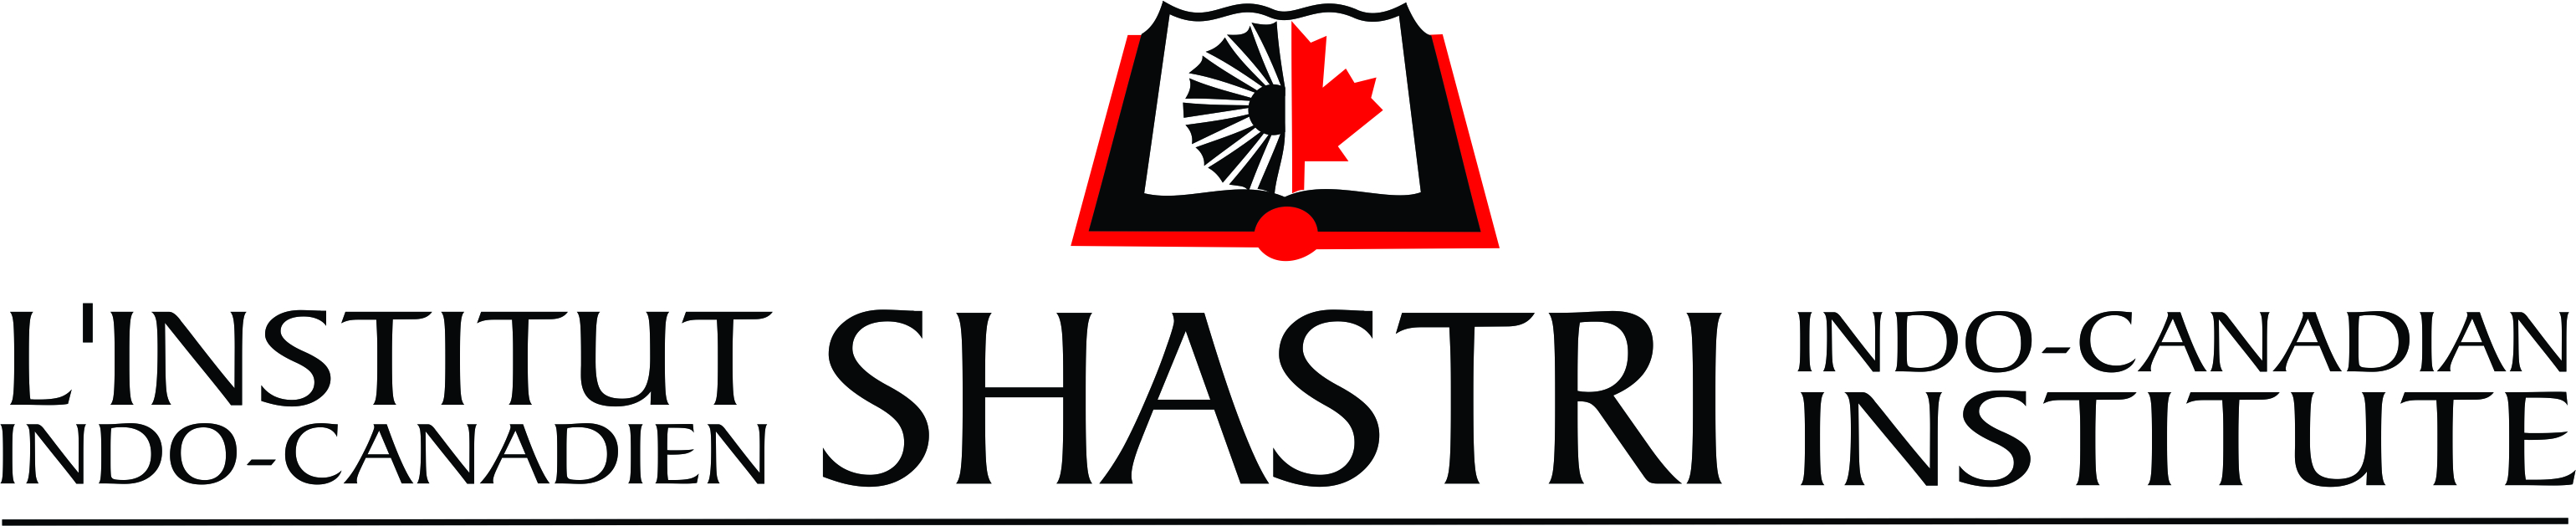 L'INSTITUT
INDO-CANADIEN
SHASTRI
INDO-CANADIAN
INSTITUTE